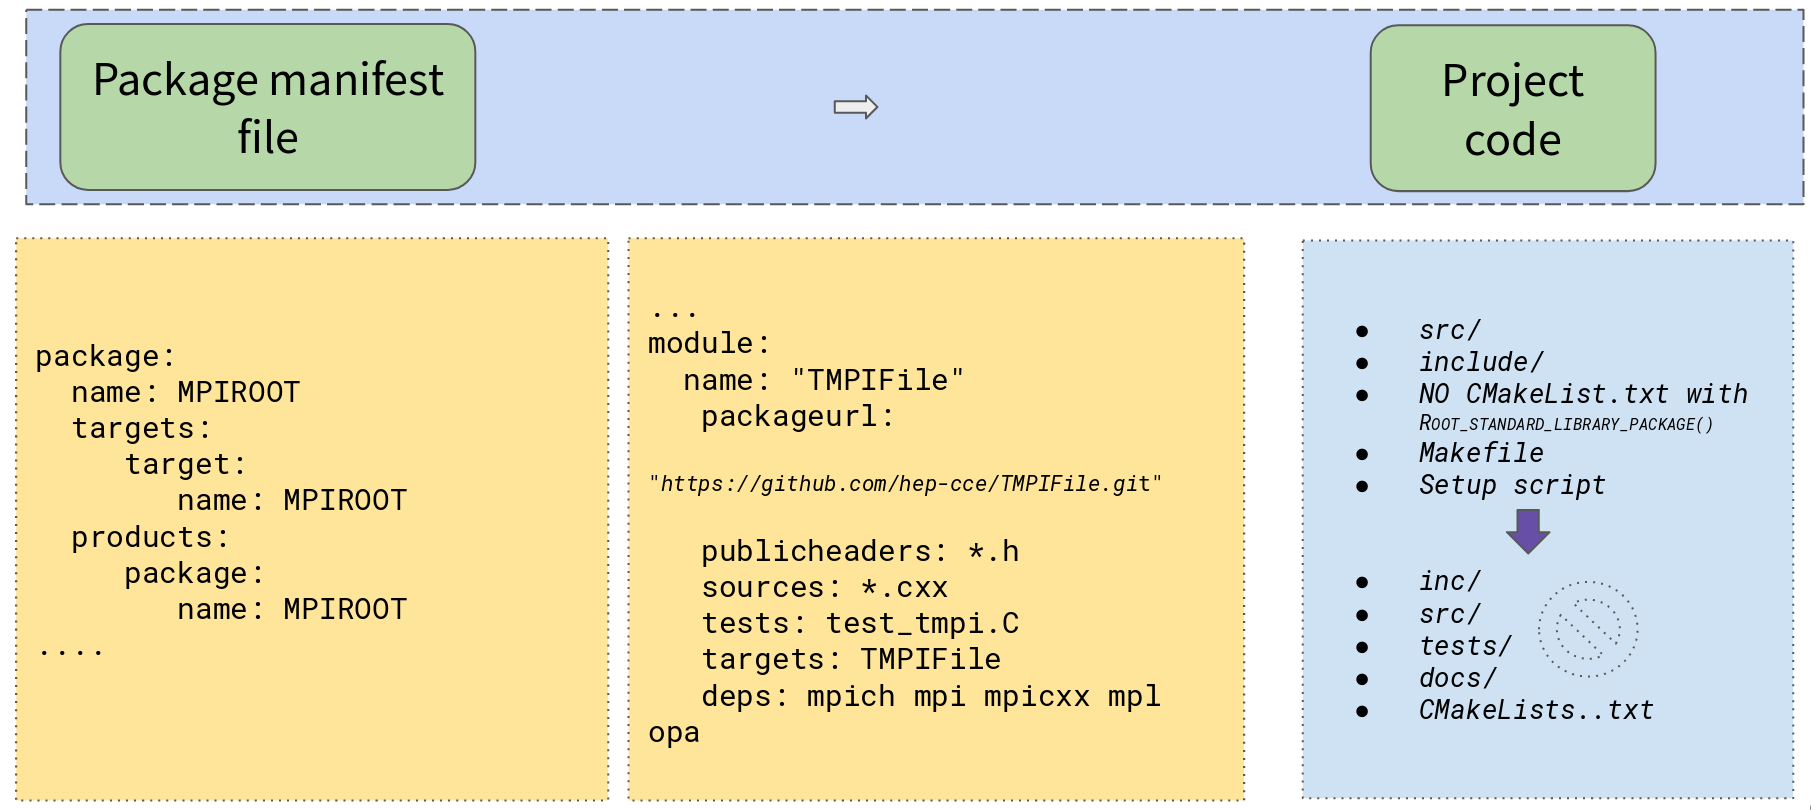 Package manifest
file
Project
code
package:
name: MPIROOT
targets:
target:
name: MPIROOT
products:
package:
name: MPIROOT
....
...
module:
name: "TMPIFile"
packageurl:
"https://github.com/hep-cce/TMPIFile.git"
publicheaders: *.h
sources: *.cxx
tests: test_tmpi.C
targets: TMPIFile
deps: mpich mpi mpicxx mpl
opa
● src/
● include/
● NO CMakeList.txt with
ROOT_STANDARD_LIBRARY_PACKAGE()
● Makefile
● Setup script
● inc/
● src/
● tests/
● docs/
● CMakeLists..txt